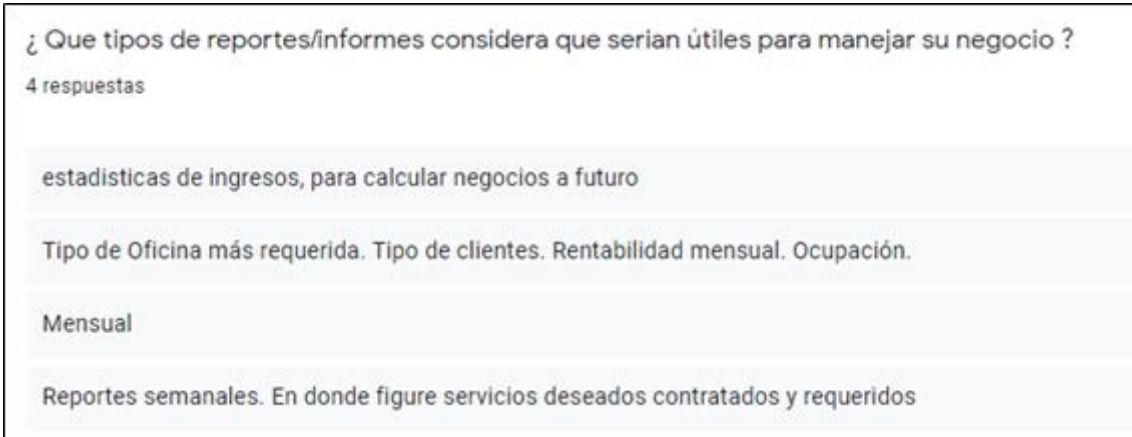 ¿ Que tipos de reportes/informes considera que serian útiles para manejar su negocio ?
4 respuestas
estadisticas de ingresos, para calcular negocios a futuro
Tipo de Oficina más requerida. Tipo de clientes. Rentabilidad mensual. Ocupación.
Mensual
Reportes semanales. En donde figure servicios deseados contratados y requeridos